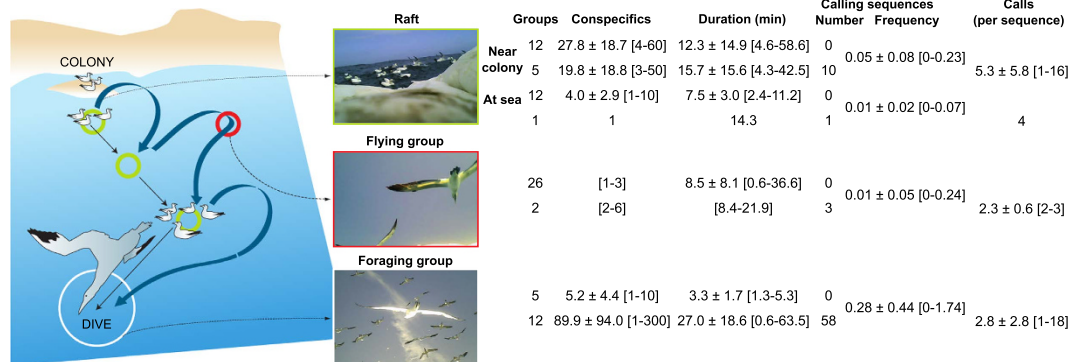 COLONY
DIVE
Raft
Flying group
Foraging group
Groups Conspecifics Duration (min) Calling sequences Calls
Number Frequency (per sequence)
Near colony 12 27.8 ± 18.7 [4-60] 12.3 ± 14.9 [4.6-58.6] 0 0.05 ± 0.08 [0-0.23]
5 19.8 ± 18.8 [3-50] 15.7 ± 15.6 [4.3-42.5] 10 5.3 ± 5.8 [1-16]
At sea 12 4.0 ± 2.9 [1-10] 7.5 ± 3.0 [2.4-11.2] 0 0.01 ± 0.02 [0-0.07]
1 1 14.3 1 4
26 [1-3] 8.5 ± 8.1 [0.6-36.6] 0 0.01 ± 0.05 [0-0.24]
2 [2-6] [8.4-21.9] 3 2.3 ± 0.6 [2-3]
5 5.2 ± 4.4 [1-10] 3.3 ± 1.7 [1.3-5.3] 0 0.28 ± 0.44 [0-1.74]
12 89.9 ± 94.0 [1-300] 27.0 ± 18.6 [0.6-63.5] 58 2.8 ± 2.8 [1-18]